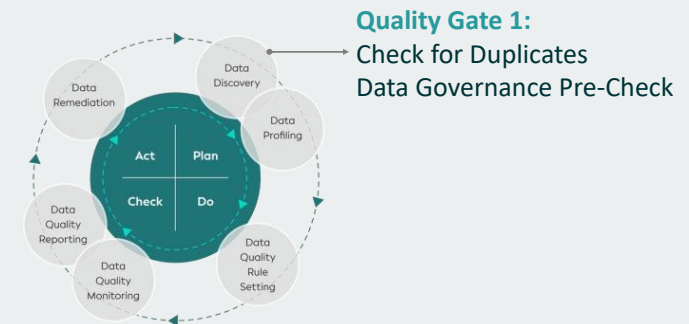 Quality Gate 1:
Check for Duplicates
Data Governance Pre-Check
Data
Discovery
Data
Profiling
Data
Remediation
Act
Plan
Check
Do
Data
Quality
Reporting
Data
Quality
Monitoring
Data
Quality
Rule
Setting